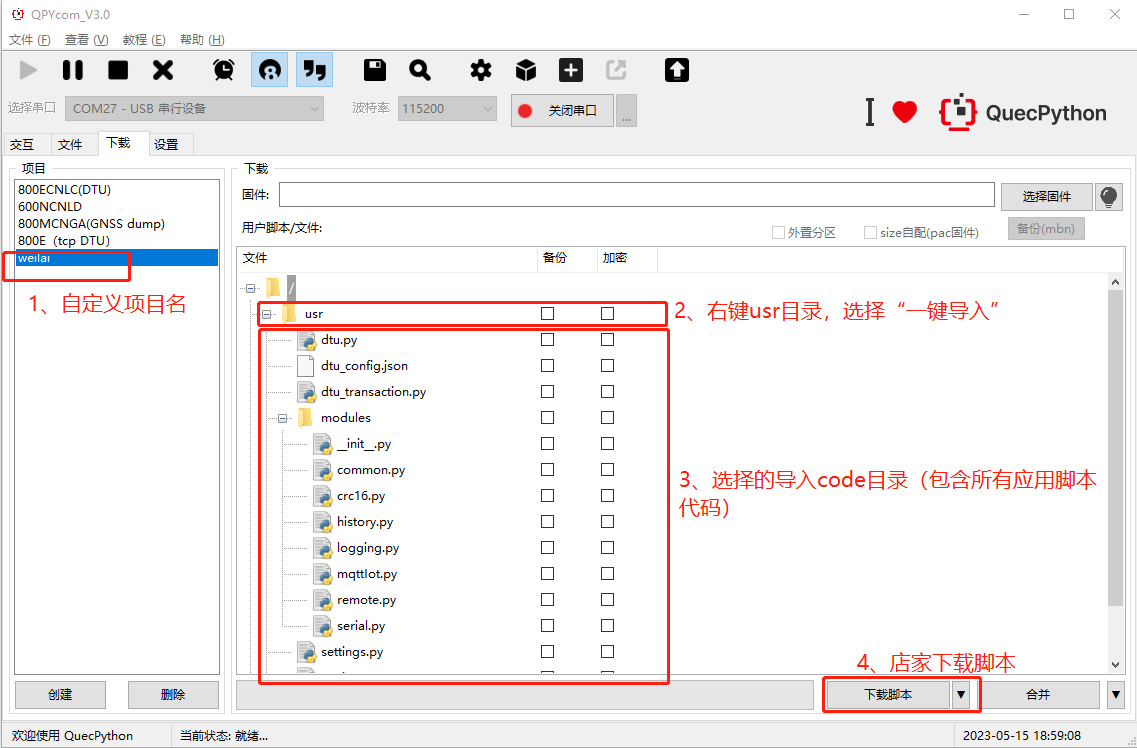 QPYcom_V3.0
文件 (F) 查看 (V) 教程 (E) 帮助 (H)
选择串口 COM27 - USB 串行设备 波特率 115200 关闭串口 ... QuecPython
交互 文件 下载 设置
项目
800ECNLC(DTU)
600NCNLD
800MCNGA(GNSS dump)
800E（tcp DTU）
weilai
1、自定义项目名
创建 删除
下载
固件: 选择固件
用户脚本/文件: 外置分区 size自配(pac固件) 备份(mbn)
文件 备份 加密
/
usr
2、右键usr目录，选择“一键导入”
dtu.py
dtu_config.json
dtu_transaction.py
modules
__init__.py
common.py
crc16.py
history.py
logging.py
mqttIot.py
remote.py
serial.py
settings.py
3、选择的导入code目录（包含所有应用脚本
代码）
4、店家下载脚本
下载脚本 合并
欢迎使用 QuecPython 当前状态: 就绪... 2023-05-15 18:59:08